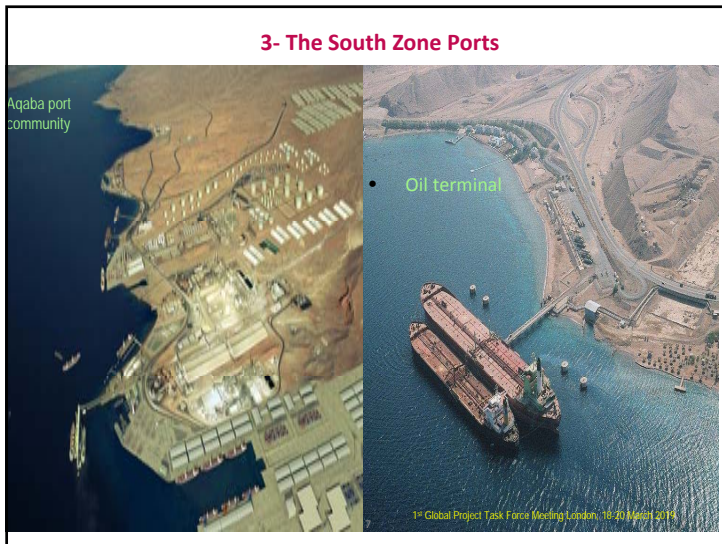 3- The South Zone Ports
Aqaba port
community
• Oil terminal
1st Global Project Task Force Meeting London, 18-20 March 2019
7